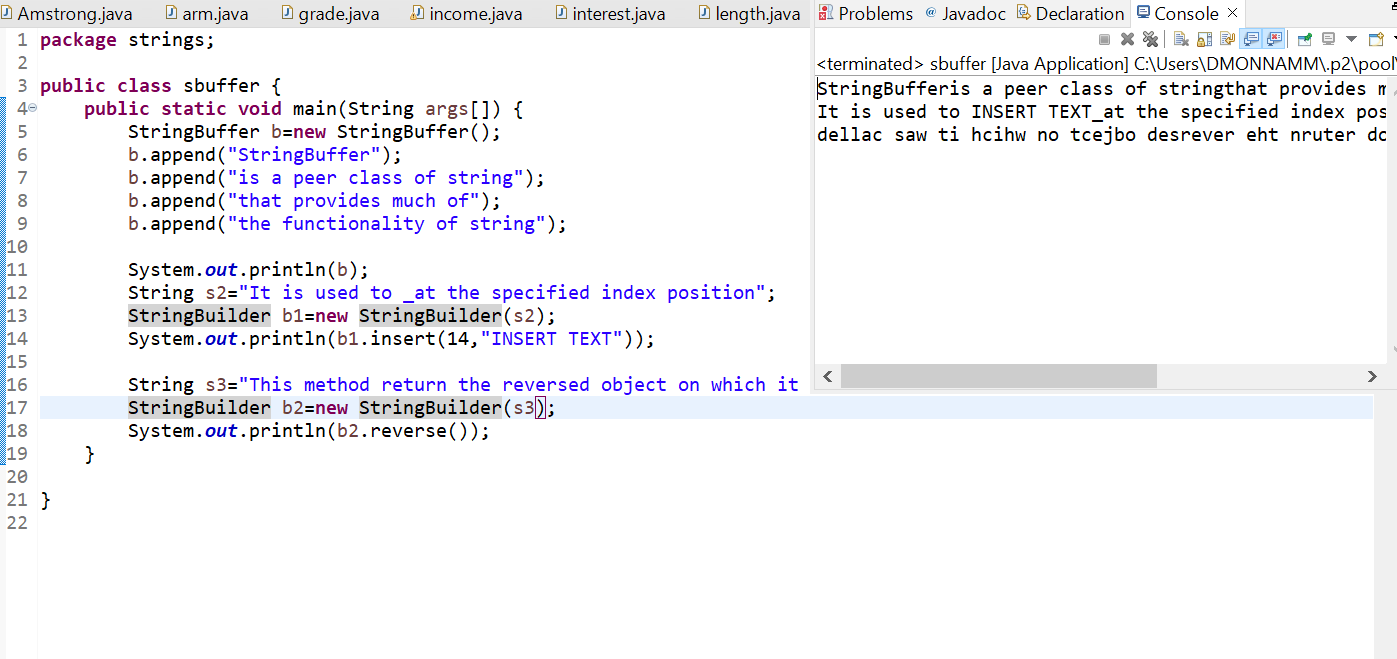 Amstrong.java arm.java grade.java income.java interest.java length.java
1 package strings;
2
3 public class sbuffer {
4 public static void main(String args[]) {
5 StringBuffer b=new StringBuffer();
6 b.append("StringBuffer");
7 b.append("is a peer class of string");
8 b.append("that provides much of");
9 b.append("the functionality of string");
10
11 System.out.println(b);
12 String s2="It is used to _at the specified index position";
13 StringBuilder b1=new StringBuilder(s2);
14 System.out.println(b1.insert(14,"INSERT TEXT"));
15
16 String s3="This method return the reversed object on which it
17 StringBuilder b2=new StringBuilder(s3);
18 System.out.println(b2.reverse());
19 }
20
21 }
22
Problems Javadoc Declaration Console
<terminated> sbuffer [Java Application] C:\Users\DMONNAMM\.p2\pool\
StringBufferis a peer class of stringthat provides m
It is used to INSERT TEXT_at the specified index pos
dellac saw ti hcihw no tcejbo desrever eht nruter do